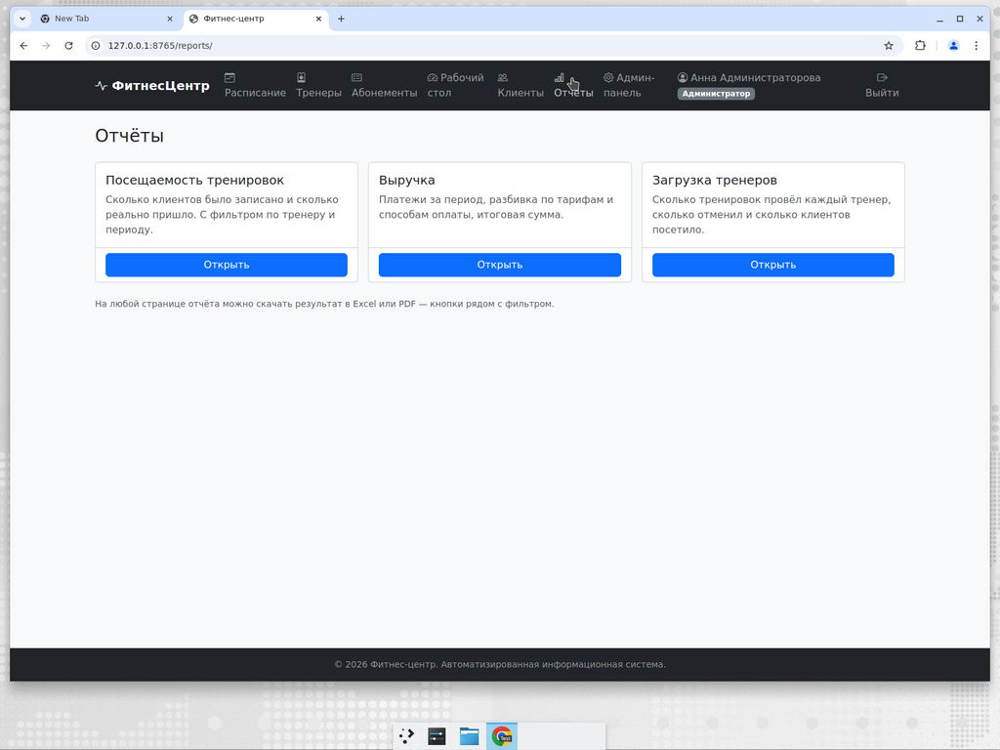 New Tab
Фитнес-центр
127.0.0.1:8765/reports/
ФитнесЦентр
Расписание
Тренеры
Абонементы
Рабочий
стол
Клиенты
Отчёты
Админ-
панель
Анна Администраторова
Администратор
Выйти
Отчёты
Посещаемость тренировок
Сколько клиентов было записано и сколько
реально пришло. С фильтром по тренеру и
периоду.
Открыть
Выручка
Платежи за период, разбивка по тарифам и
способам оплаты, итоговая сумма.
Открыть
Загрузка тренеров
Сколько тренировок провёл каждый тренер,
сколько отменил и сколько клиентов
посетило.
Открыть
На любой странице отчёта можно скачать результат в Excel или PDF — кнопки рядом с фильтром.
© 2026 Фитнес-центр. Автоматизированная информационная система.
Test